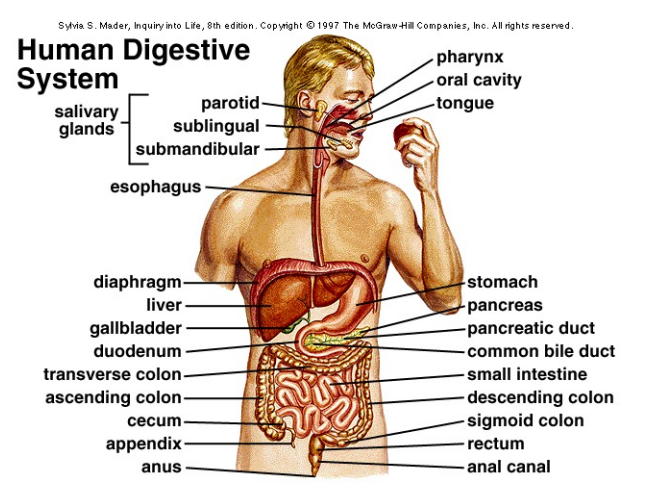 Sylvia S. Mader, Inquiry into Life, 8th edition. Copyright © 1997 The McGraw-Hill Companies, Inc. All rights reserved.
Human Digestive
System
salivary
glands
parotid
sublingual
submandibular
esophagus
diaphragm
liver
gallbladder
duodenum
transverse colon
ascending colon
cecum
appendix
anus
pharynx
oral cavity
tongue
stomach
pancreas
pancreatic duct
common bile duct
small intestine
descending colon
sigmoid colon
rectum
anal canal